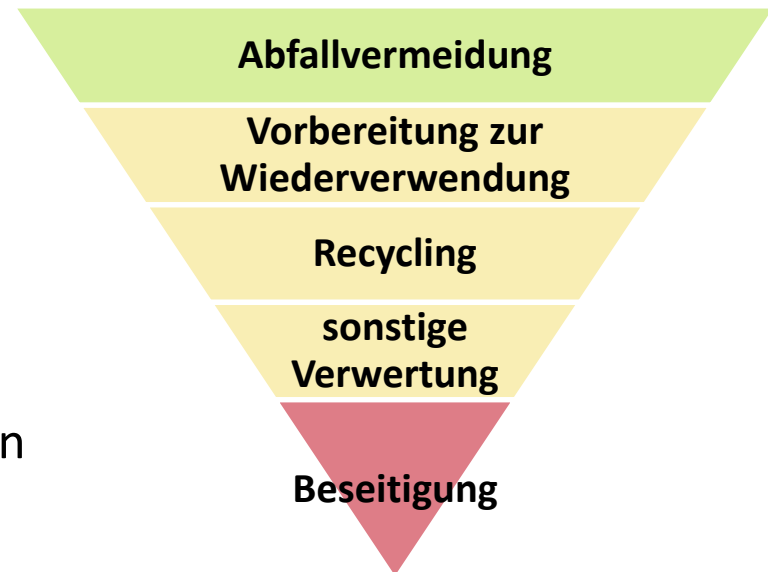 Abfallvermeidung
Vorbereitung zur
Wiederverwendung
Recycling
sonstige
Verwertung
n
Beseitigung